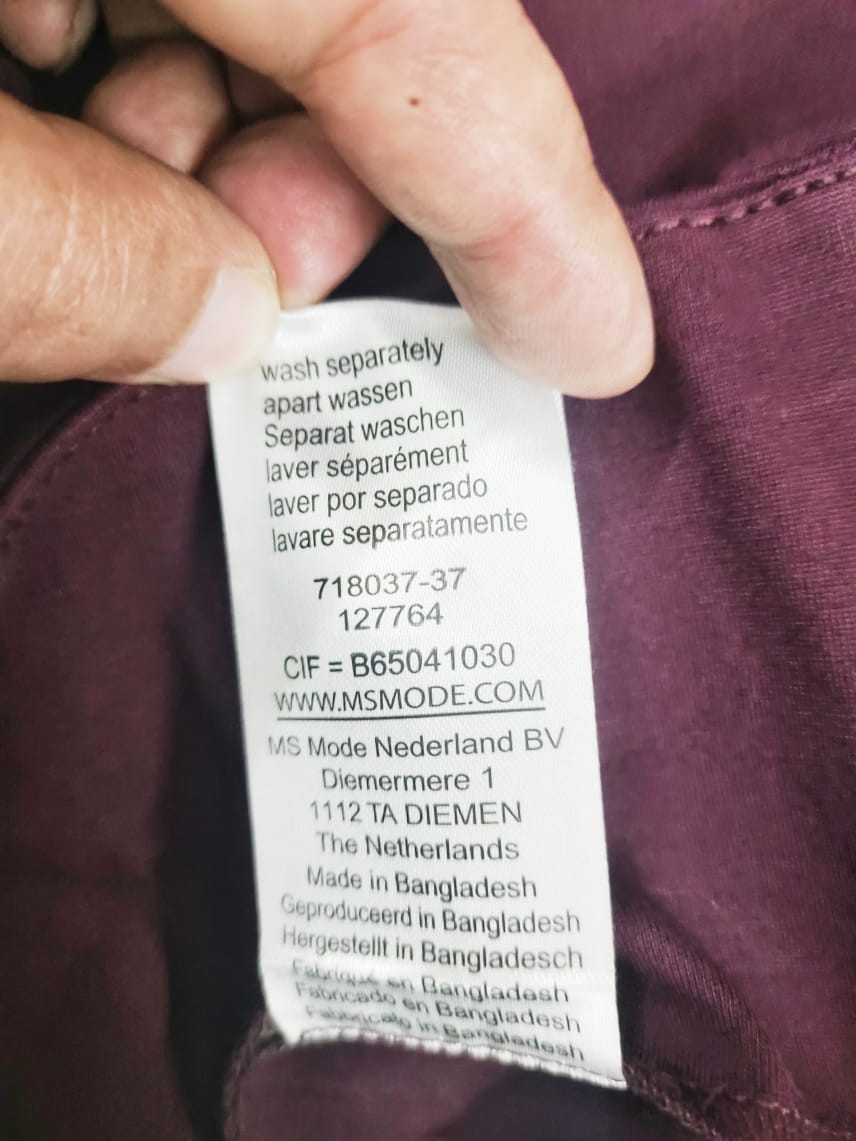 wash separately
apart wassen
Separat waschen
laver séparément
laver por separado
lavare separatamente
718037-37
127764
CIF = B65041030
WWW.MSMODE.COM
MS Mode Nederland BV
Diemermere 1
1112 TA DIEMEN
The Netherlands
Made in Bangladesh
Geproduceerd in Bangladesh
Hergestellt in Bangladesch
Fabriqué en Bangladesh
Fabricado en Bangladesh
in Bangladesh